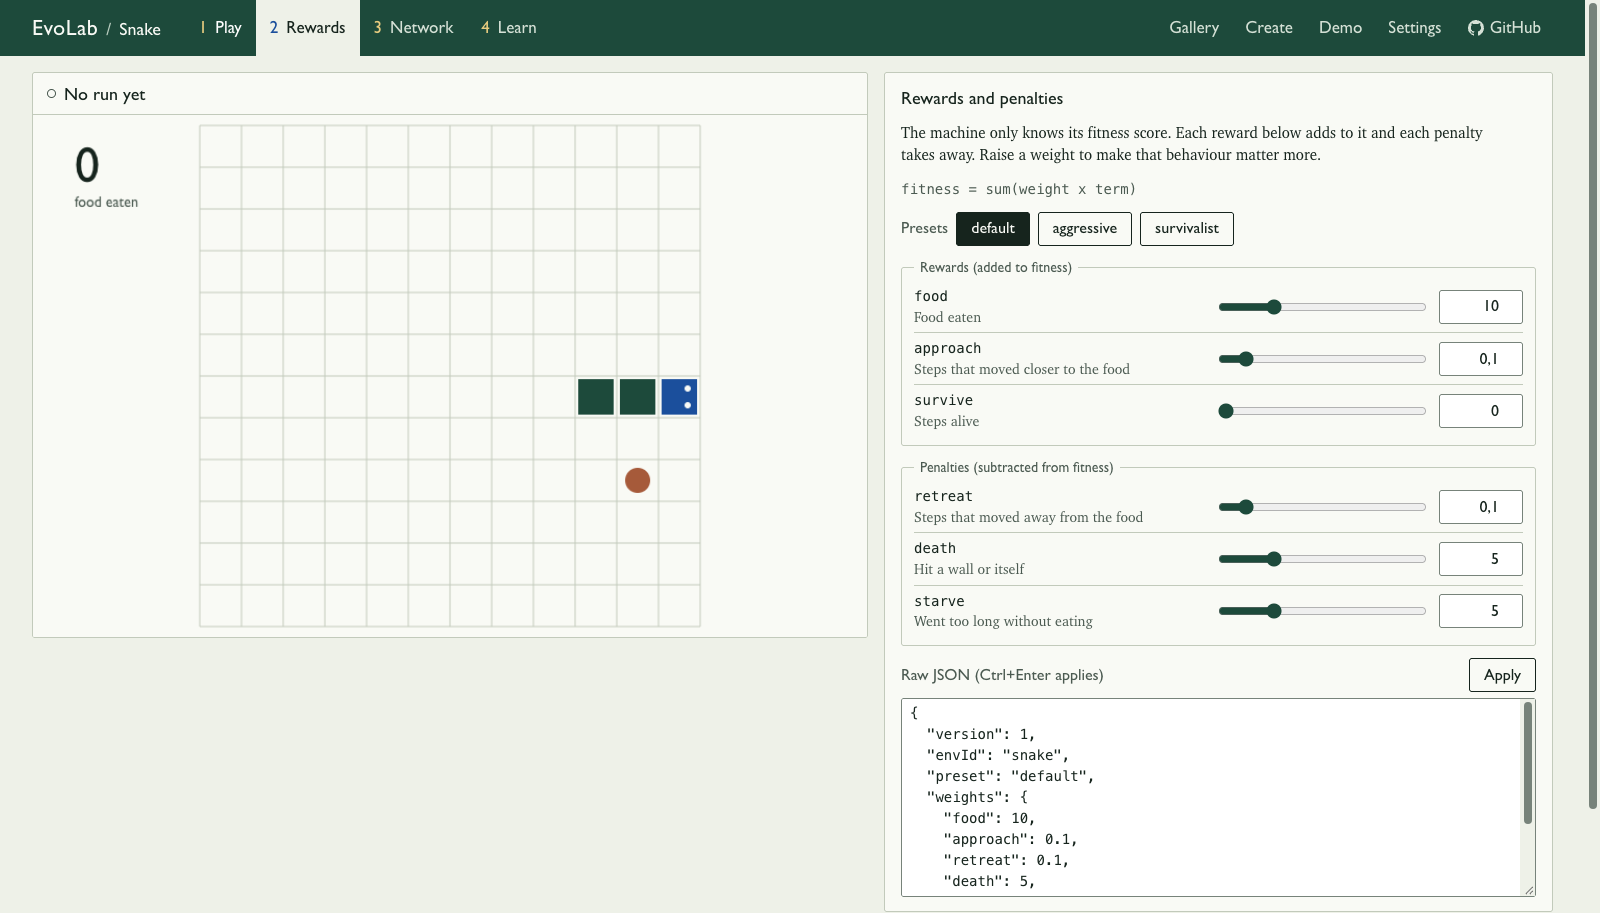 EvoLab / Snake
1 Play
2 Rewards
3 Network
4 Learn
Gallery
Create
Demo
Settings
GitHub
No run yet
0
food eaten
Rewards and penalties
The machine only knows its fitness score. Each reward below adds to it and each penalty
takes away. Raise a weight to make that behaviour matter more.
fitness = sum(weight x term)
Presets
default
aggressive
survivalist
Rewards (added to fitness)
food
Food eaten
10
approach
Steps that moved closer to the food
0,1
survive
Steps alive
0
Penalties (subtracted from fitness)
retreat
Steps that moved away from the food
0,1
death
Hit a wall or itself
5
starve
Went too long without eating
5
Raw JSON (Ctrl+Enter applies)
Apply
{
"version": 1,
"envId": "snake",
"preset": "default",
"weights": {
"food": 10,
"approach": 0.1,
"retreat": 0.1,
"death": 5,